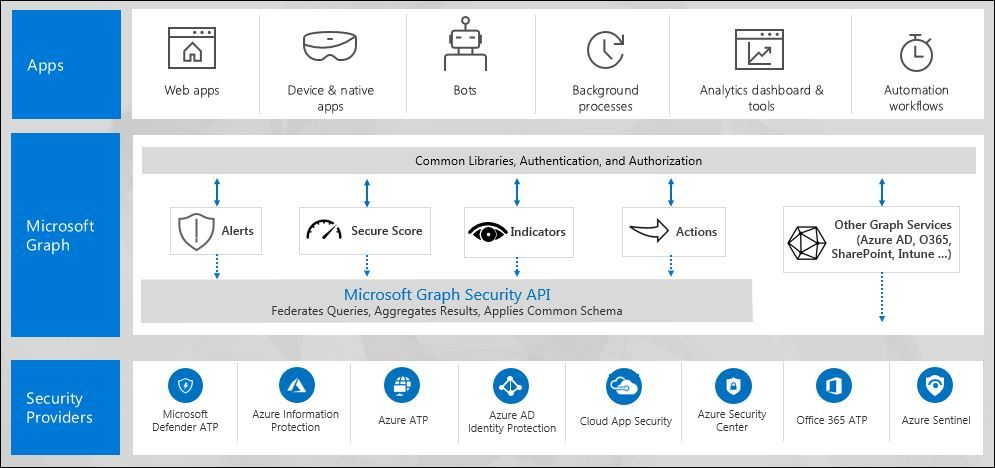 Apps
Web apps
Device & native
apps
Bots
Background
processes
Analytics dashboard &
tools
Automation
workflows
Microsoft
Graph
Common Libraries, Authentication, and Authorization
Alerts
Secure Score
Indicators
Actions
Other Graph Services
(Azure AD, O365,
SharePoint, Intune ...)
Microsoft Graph Security API
Federates Queries, Aggregates Results, Applies Common Schema
Security
Providers
Microsoft
Defender ATP
Azure Information
Protection
Azure ATP
Azure AD
Identity Protection
Cloud App Security
Azure Security
Center
Office 365 ATP
Azure Sentinel